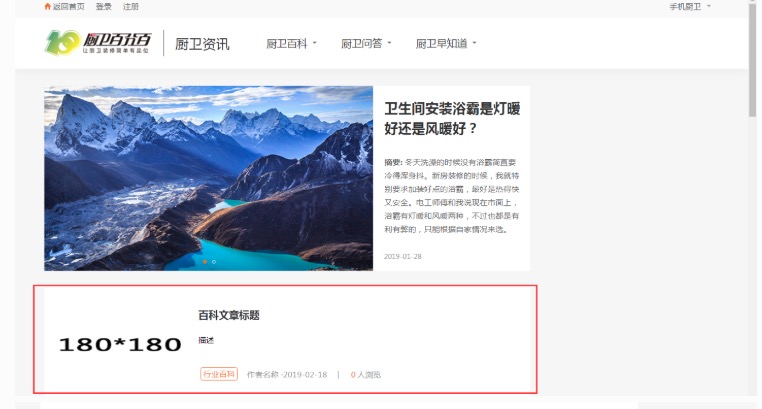 返回首页 登录 注册 手机厨卫
厨卫百分百
让厨卫装修简单有品位
厨卫资讯 厨卫百科 厨卫问答 厨卫早知道
卫生间安装浴霸是灯暖
好还是风暖好？
摘要: 冬天洗澡的时候没有浴霸简直要
冷得浑身抖。新房装修的时候，我就特
别要求加装好点的浴霸，最好是热得快
又安全。电工师傅和我说现在市面上，
浴霸有灯暖和风暖两种，不过也都是有
利有弊的，只能根据自家情况来选。
2019-01-28
百科文章标题
180*180
描述
行业百科 作者名称 -2019-02-18 | 0 人浏览